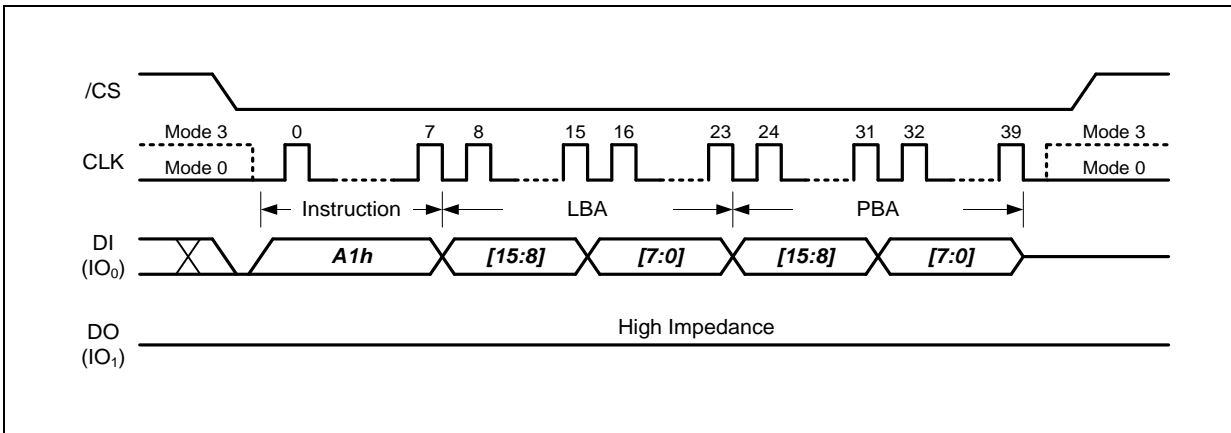 /CS
Mode 3 0 7 8 15 16 23 24 31 32 39 Mode 3
CLK
Mode 0 Mode 0
Instruction LBA PBA
DI
(IO₀)
A1h [15:8] [7:0] [15:8] [7:0]
High Impedance
DO
(IO₁)